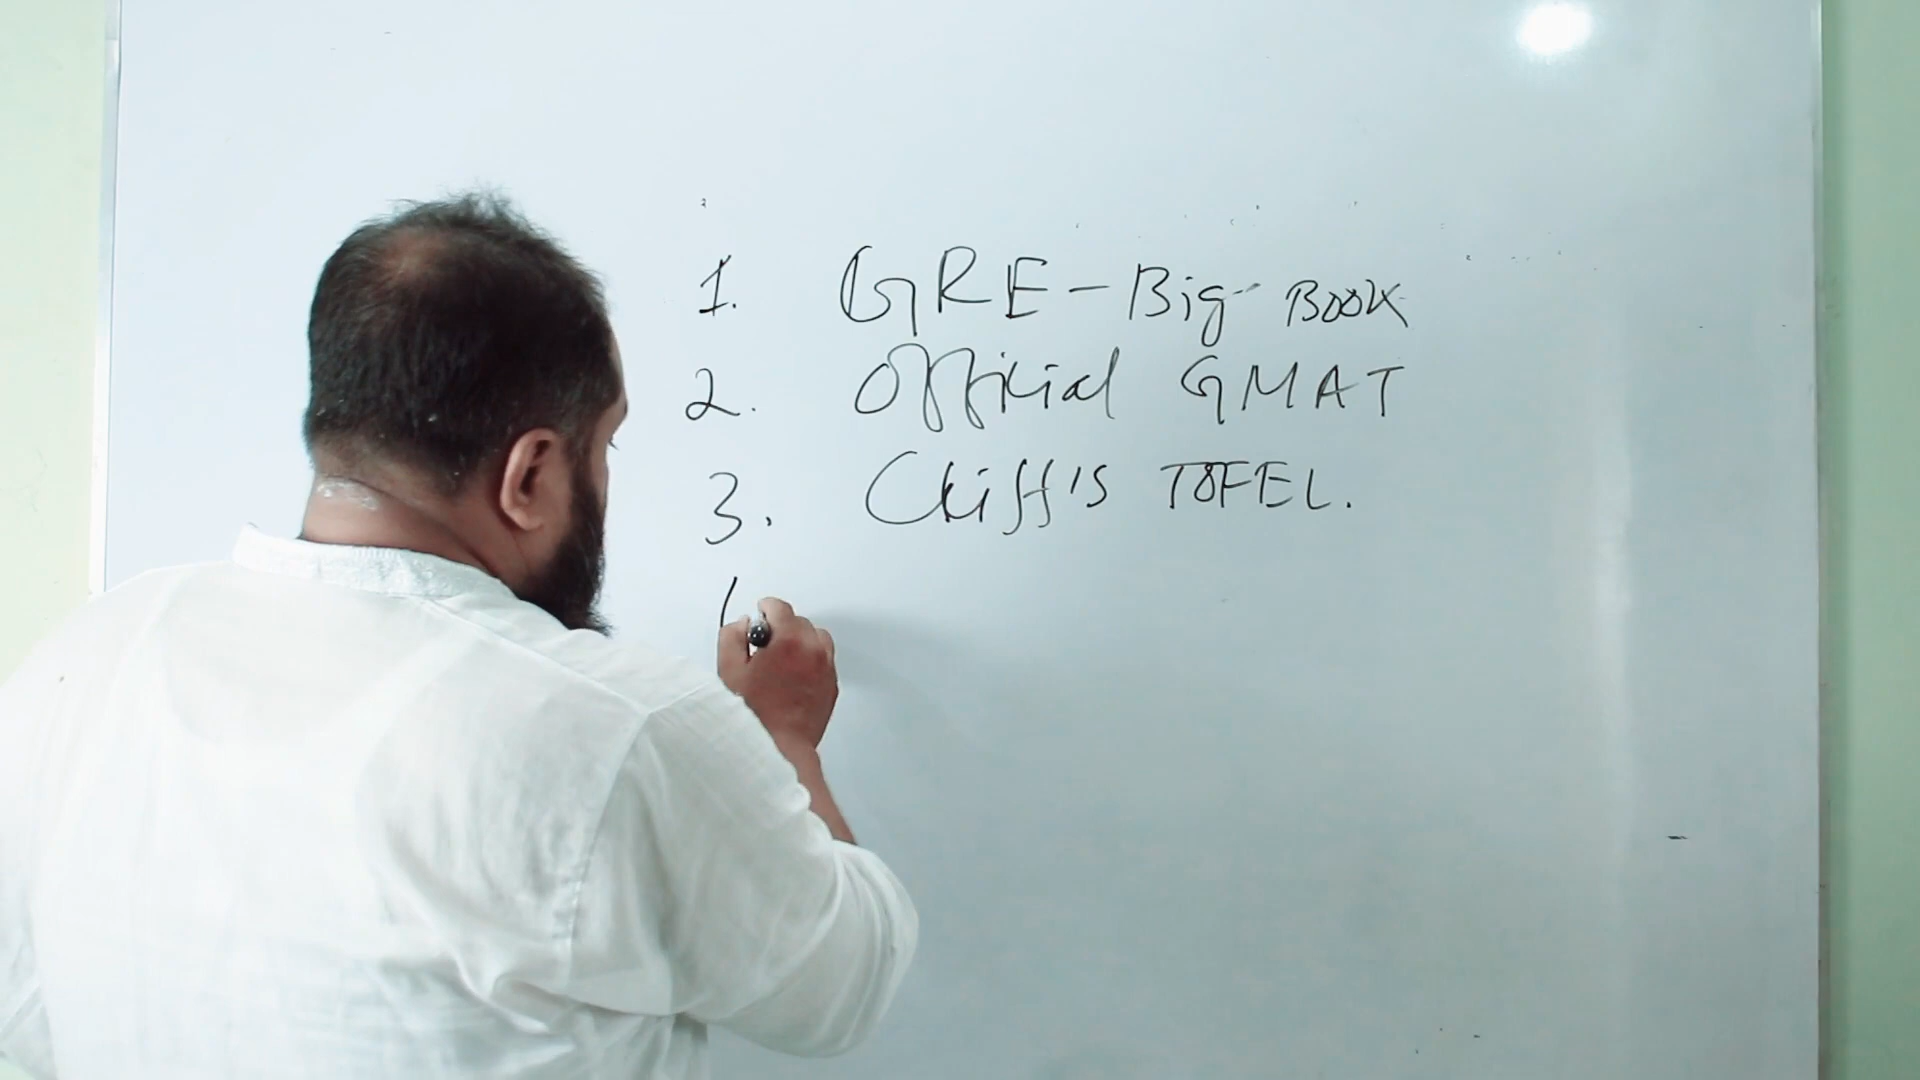 1. GRE - Big Book
2. Official GMAT
3. Cliff's TOFEL.